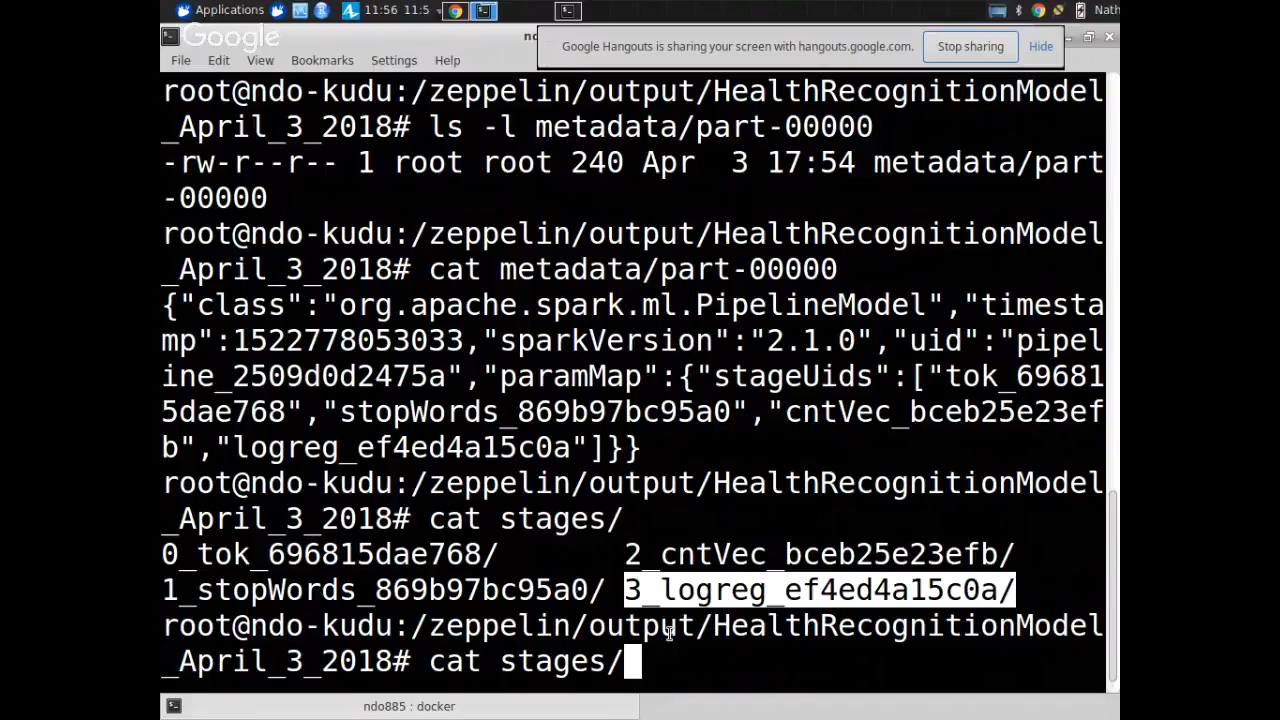 Applications 11:56 11:5 Nath
Google
nd
Google Hangouts is sharing your screen with hangouts.google.com. Stop sharing Hide
File Edit View Bookmarks Settings Help
root@ndo-kudu:/zeppelin/output/HealthRecognitionModel
_April_3_2018# ls -l metadata/part-00000
-rw-r--r-- 1 root root 240 Apr  3 17:54 metadata/part
-00000
root@ndo-kudu:/zeppelin/output/HealthRecognitionModel
_April_3_2018# cat metadata/part-00000
{"class":"org.apache.spark.ml.PipelineModel","timesta
mp":1522778053033,"sparkVersion":"2.1.0","uid":"pipel
ine_2509d0d2475a","paramMap":{"stageUids":["tok_69681
5dae768","stopWords_869b97bc95a0","cntVec_bceb25e23ef
b","logreg_ef4ed4a15c0a"]}}
root@ndo-kudu:/zeppelin/output/HealthRecognitionModel
_April_3_2018# cat stages/
0_tok_696815dae768/ 2_cntVec_bceb25e23efb/
1_stopWords_869b97bc95a0/ 3_logreg_ef4ed4a15c0a/
root@ndo-kudu:/zeppelin/output/HealthRecognitionModel
_April_3_2018# cat stages/
ndo885 : docker